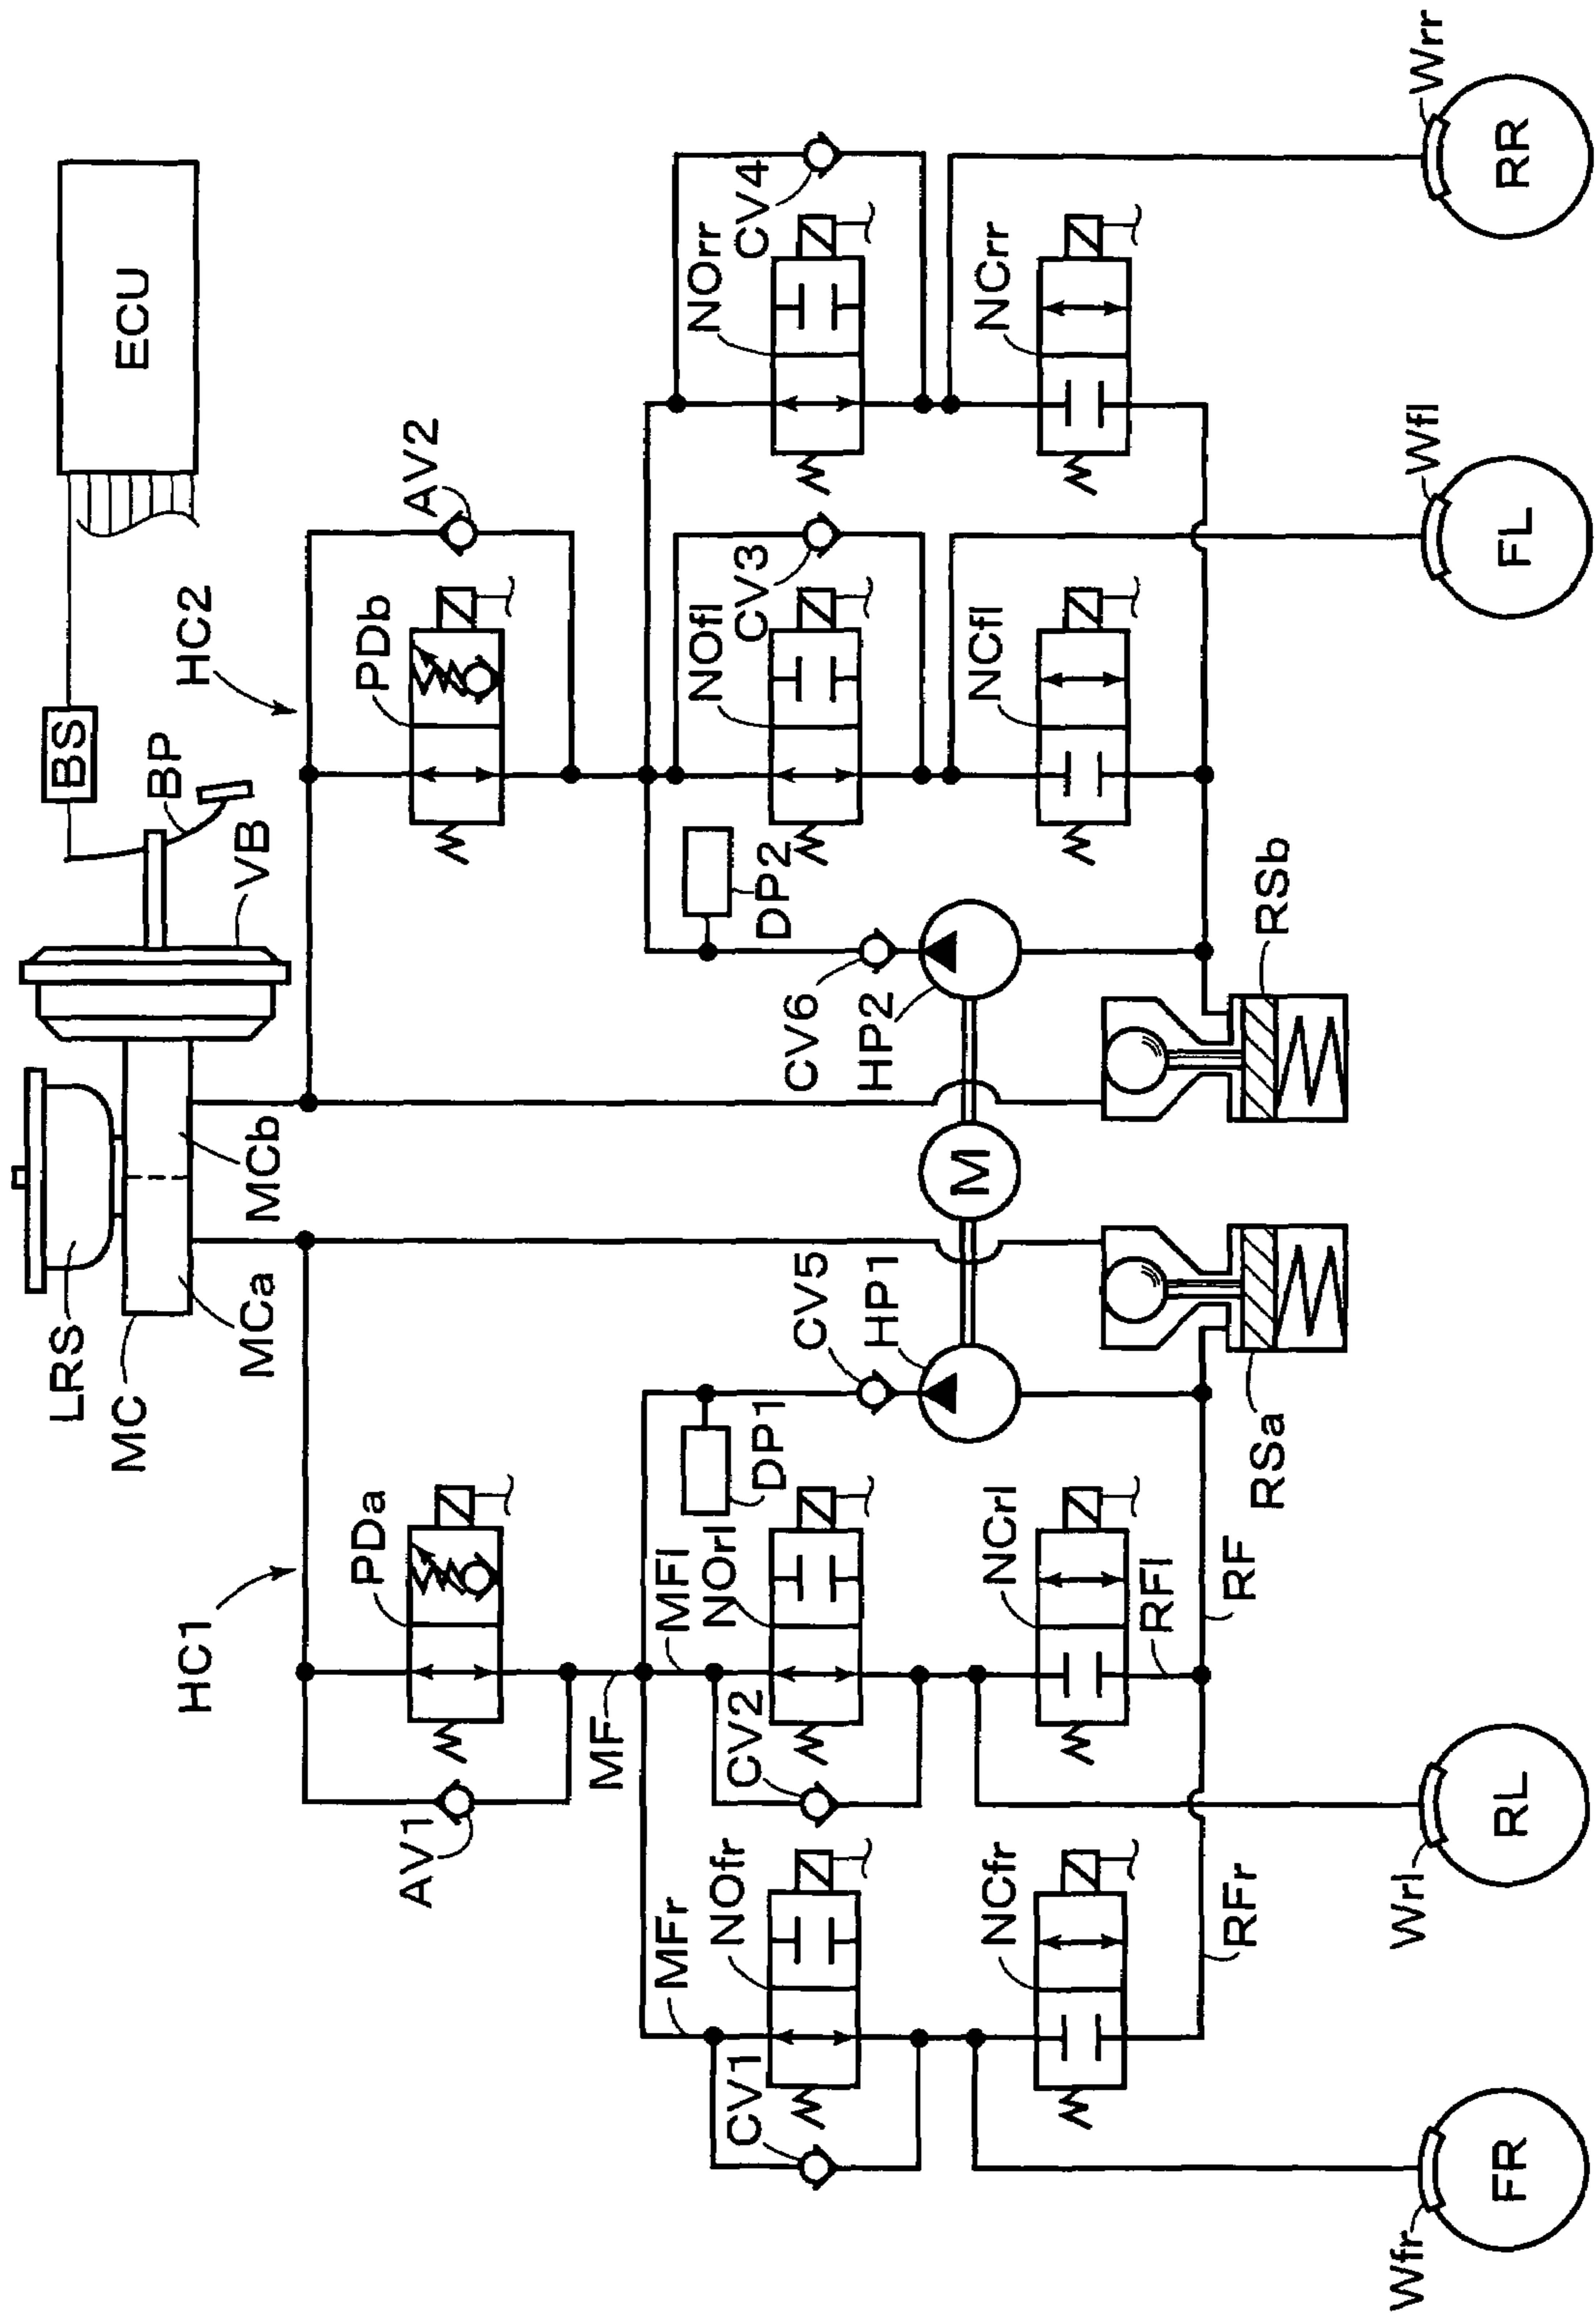 LRS
MC
MCa
MCb
VB
BP
BS
ECU
HC1
HC2
PDa
AV1
PDb
AV2
MF
MFr
MFl
NOfr
CV1
NOrl
CV2
DP1
CV5
HP1
M
CV6
HP2
DP2
NOfl
CV3
NOrr
CV4
NCfr
NCrl
NCfl
NCrr
RFr
RFl
RF
RSa
RSb
Wfr
FR
Wrl
RL
Wfl
FL
Wrr
RR